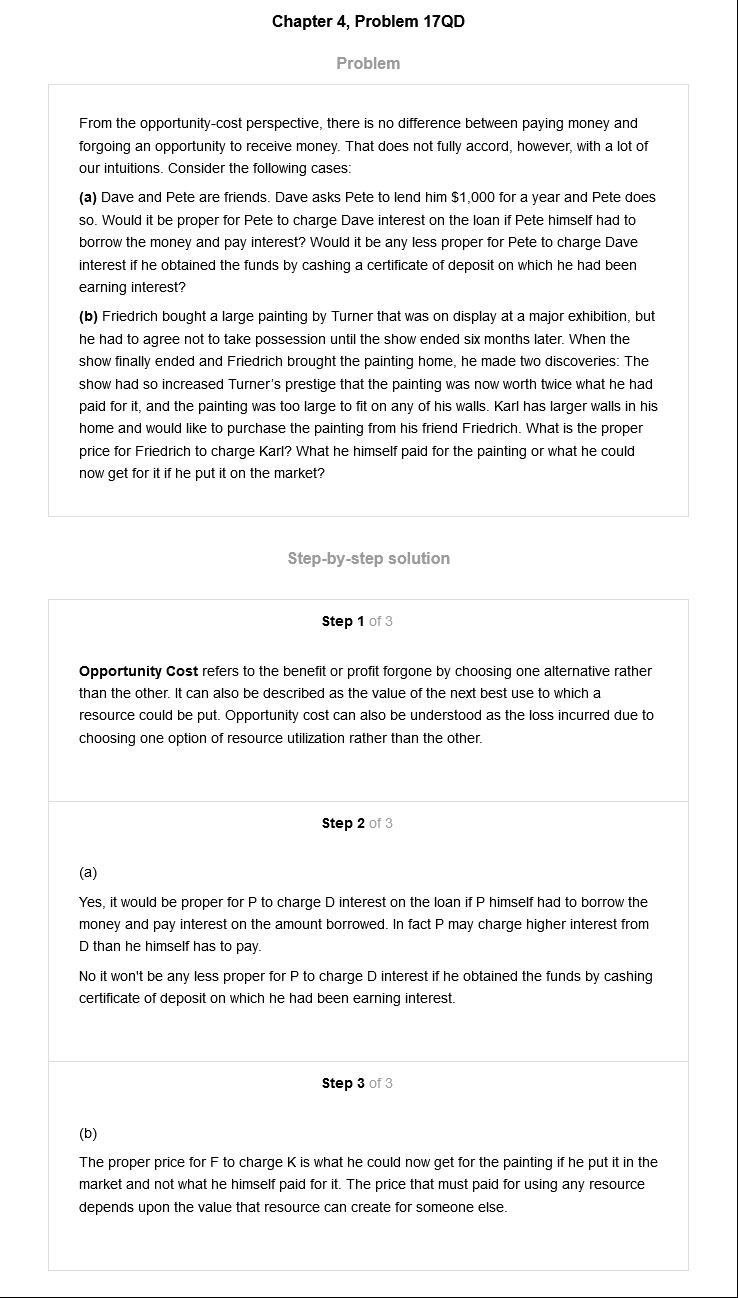 Chapter 4, Problem 17QD
Problem
From the opportunity-cost perspective, there is no difference between paying money and
forgoing an opportunity to receive money. That does not fully accord, however, with a lot of
our intuitions. Consider the following cases:
(a) Dave and Pete are friends. Dave asks Pete to lend him $1,000 for a year and Pete does
so. Would it be proper for Pete to charge Dave interest on the loan if Pete himself had to
borrow the money and pay interest? Would it be any less proper for Pete to charge Dave
interest if he obtained the funds by cashing a certificate of deposit on which he had been
earning interest?
(b) Friedrich bought a large painting by Turner that was on display at a major exhibition, but
he had to agree not to take possession until the show ended six months later. When the
show finally ended and Friedrich brought the painting home, he made two discoveries: The
show had so increased Turner's prestige that the painting was now worth twice what he had
paid for it, and the painting was too large to fit on any of his walls. Karl has larger walls in his
home and would like to purchase the painting from his friend Friedrich. What is the proper
price for Friedrich to charge Karl? What he himself paid for the painting or what he could
now get for it if he put it on the market?
Step-by-step solution
Step 1 of 3
Opportunity Cost refers to the benefit or profit forgone by choosing one alternative rather
than the other. It can also be described as the value of the next best use to which a
resource could be put. Opportunity cost can also be understood as the loss incurred due to
choosing one option of resource utilization rather than the other.
Step 2 of 3
(a)
Yes, it would be proper for P to charge D interest on the loan if P himself had to borrow the
money and pay interest on the amount borrowed. In fact P may charge higher interest from
D than he himself has to pay.
No it won't be any less proper for P to charge D interest if he obtained the funds by cashing
certificate of deposit on which he had been earning interest.
Step 3 of 3
(b)
The proper price for F to charge K is what he could now get for the painting if he put it in the
market and not what he himself paid for it. The price that must paid for using any resource
depends upon the value that resource can create for someone else.